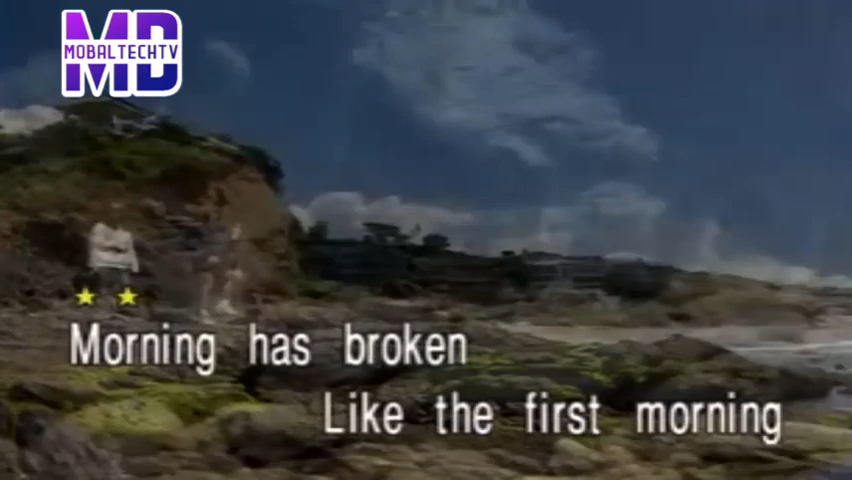 MD
MOBALTECHTV
Morning has broken
Like the first morning